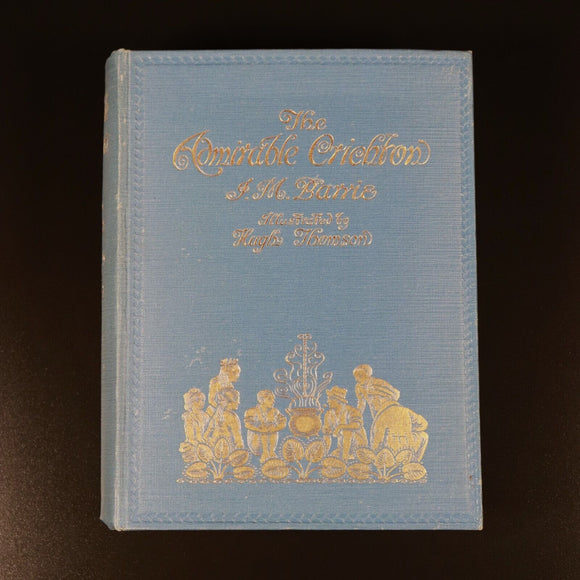 The
Admirable Crichton
J. M. Barrie
Illustrated by
Hugh Thomson